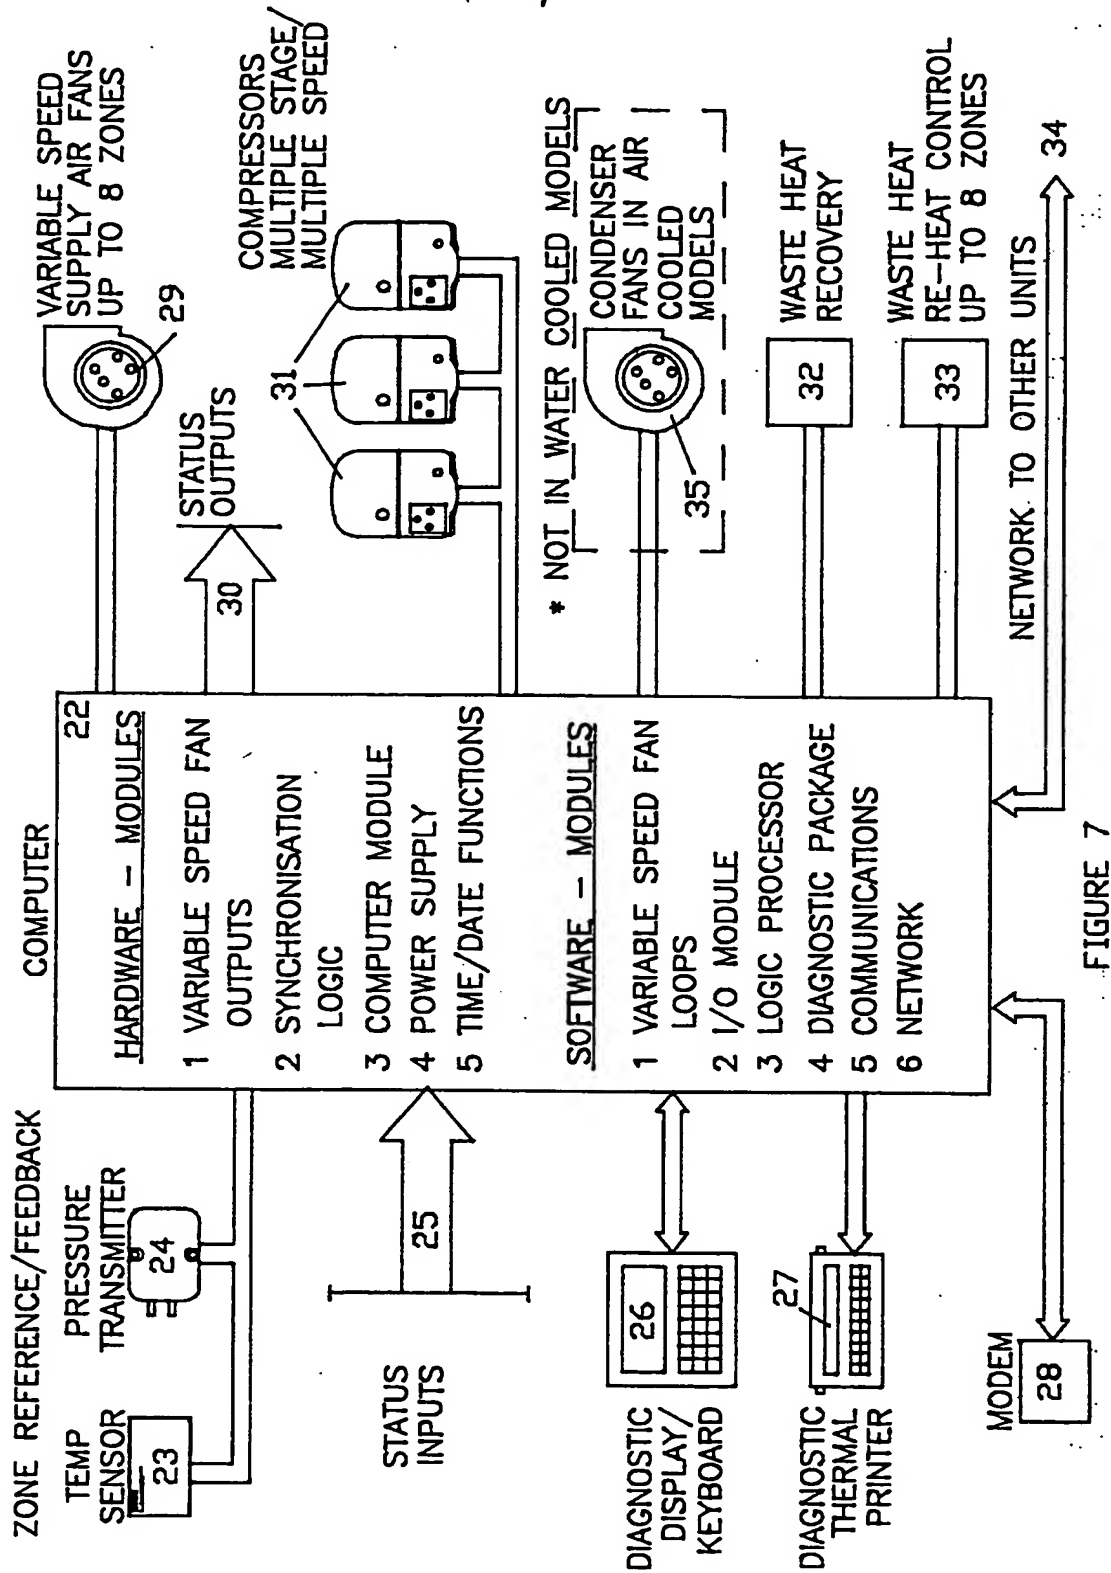 ZONE REFERENCE/FEEDBACK
TEMP
SENSOR
23
PRESSURE
TRANSMITTER
24
STATUS
INPUTS
25
DIAGNOSTIC
DISPLAY/
KEYBOARD
26
DIAGNOSTIC
THERMAL
PRINTER
27
MODEM
28
COMPUTER
22
HARDWARE – MODULES
1 VARIABLE SPEED FAN
OUTPUTS
2 SYNCHRONISATION
LOGIC
3 COMPUTER MODULE
4 POWER SUPPLY
5 TIME/DATE FUNCTIONS
SOFTWARE – MODULES
1 VARIABLE SPEED FAN
LOOPS
2 I/O MODULE
3 LOGIC PROCESSOR
4 DIAGNOSTIC PACKAGE
5 COMMUNICATIONS
6 NETWORK
VARIABLE SPEED
SUPPLY AIR FANS
UP TO 8 ZONES
29
STATUS
OUTPUTS
30
COMPRESSORS
MULTIPLE STAGE/
MULTIPLE SPEED
31
* NOT IN WATER COOLED MODELS
CONDENSER
FANS IN AIR
COOLED
MODELS
35
WASTE HEAT
RECOVERY
32
WASTE HEAT
RE-HEAT CONTROL
UP TO 8 ZONES
33
NETWORK TO OTHER UNITS
34
FIGURE 7